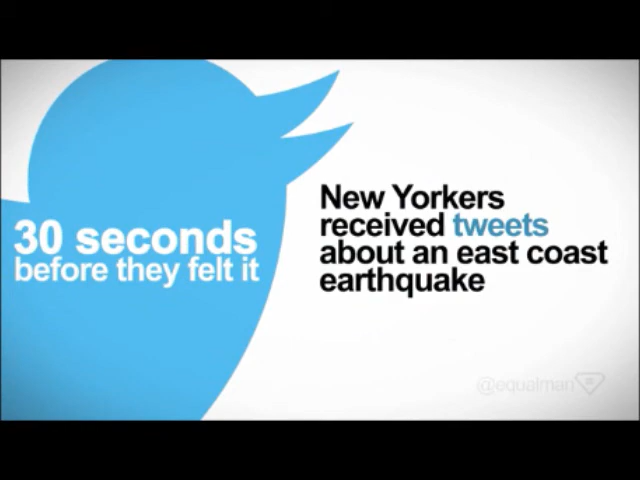 New Yorkers
received tweets
about an east coast
earthquake
30 seconds
before they felt it
@equalman